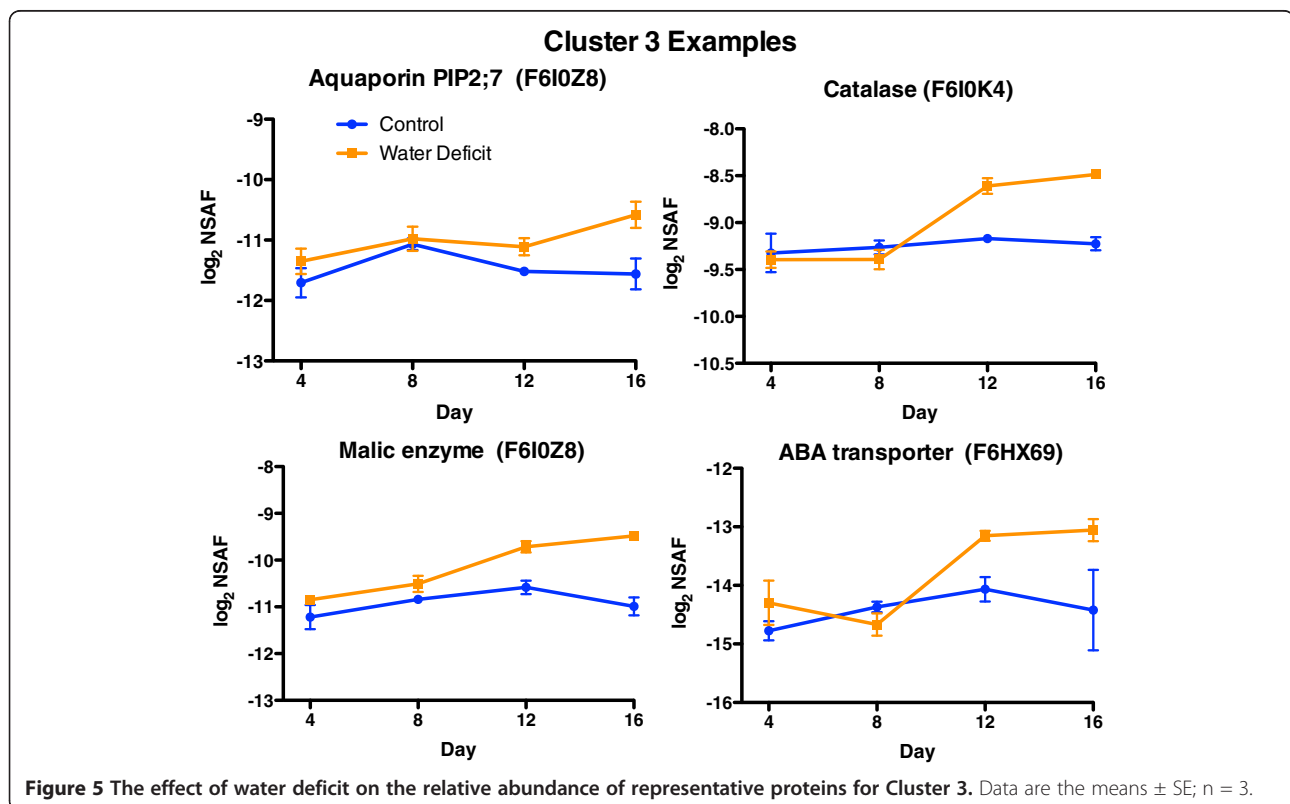 Cluster 3 Examples
Aquaporin PIP2;7 (F6I0Z8)
Control
Water Deficit
log2 NSAF
-9
-10
-11
-12
-13
4 8 12 16
Day
Catalase (F6I0K4)
log2 NSAF
-8.0
-8.5
-9.0
-9.5
-10.0
-10.5
4 8 12 16
Day
Malic enzyme (F6I0Z8)
log2 NSAF
-8
-9
-10
-11
-12
-13
4 8 12 16
Day
ABA transporter (F6HX69)
log2 NSAF
-12
-13
-14
-15
-16
4 8 12 16
Day
Figure 5 The effect of water deficit on the relative abundance of representative proteins for Cluster 3. Data are the means ± SE; n = 3.